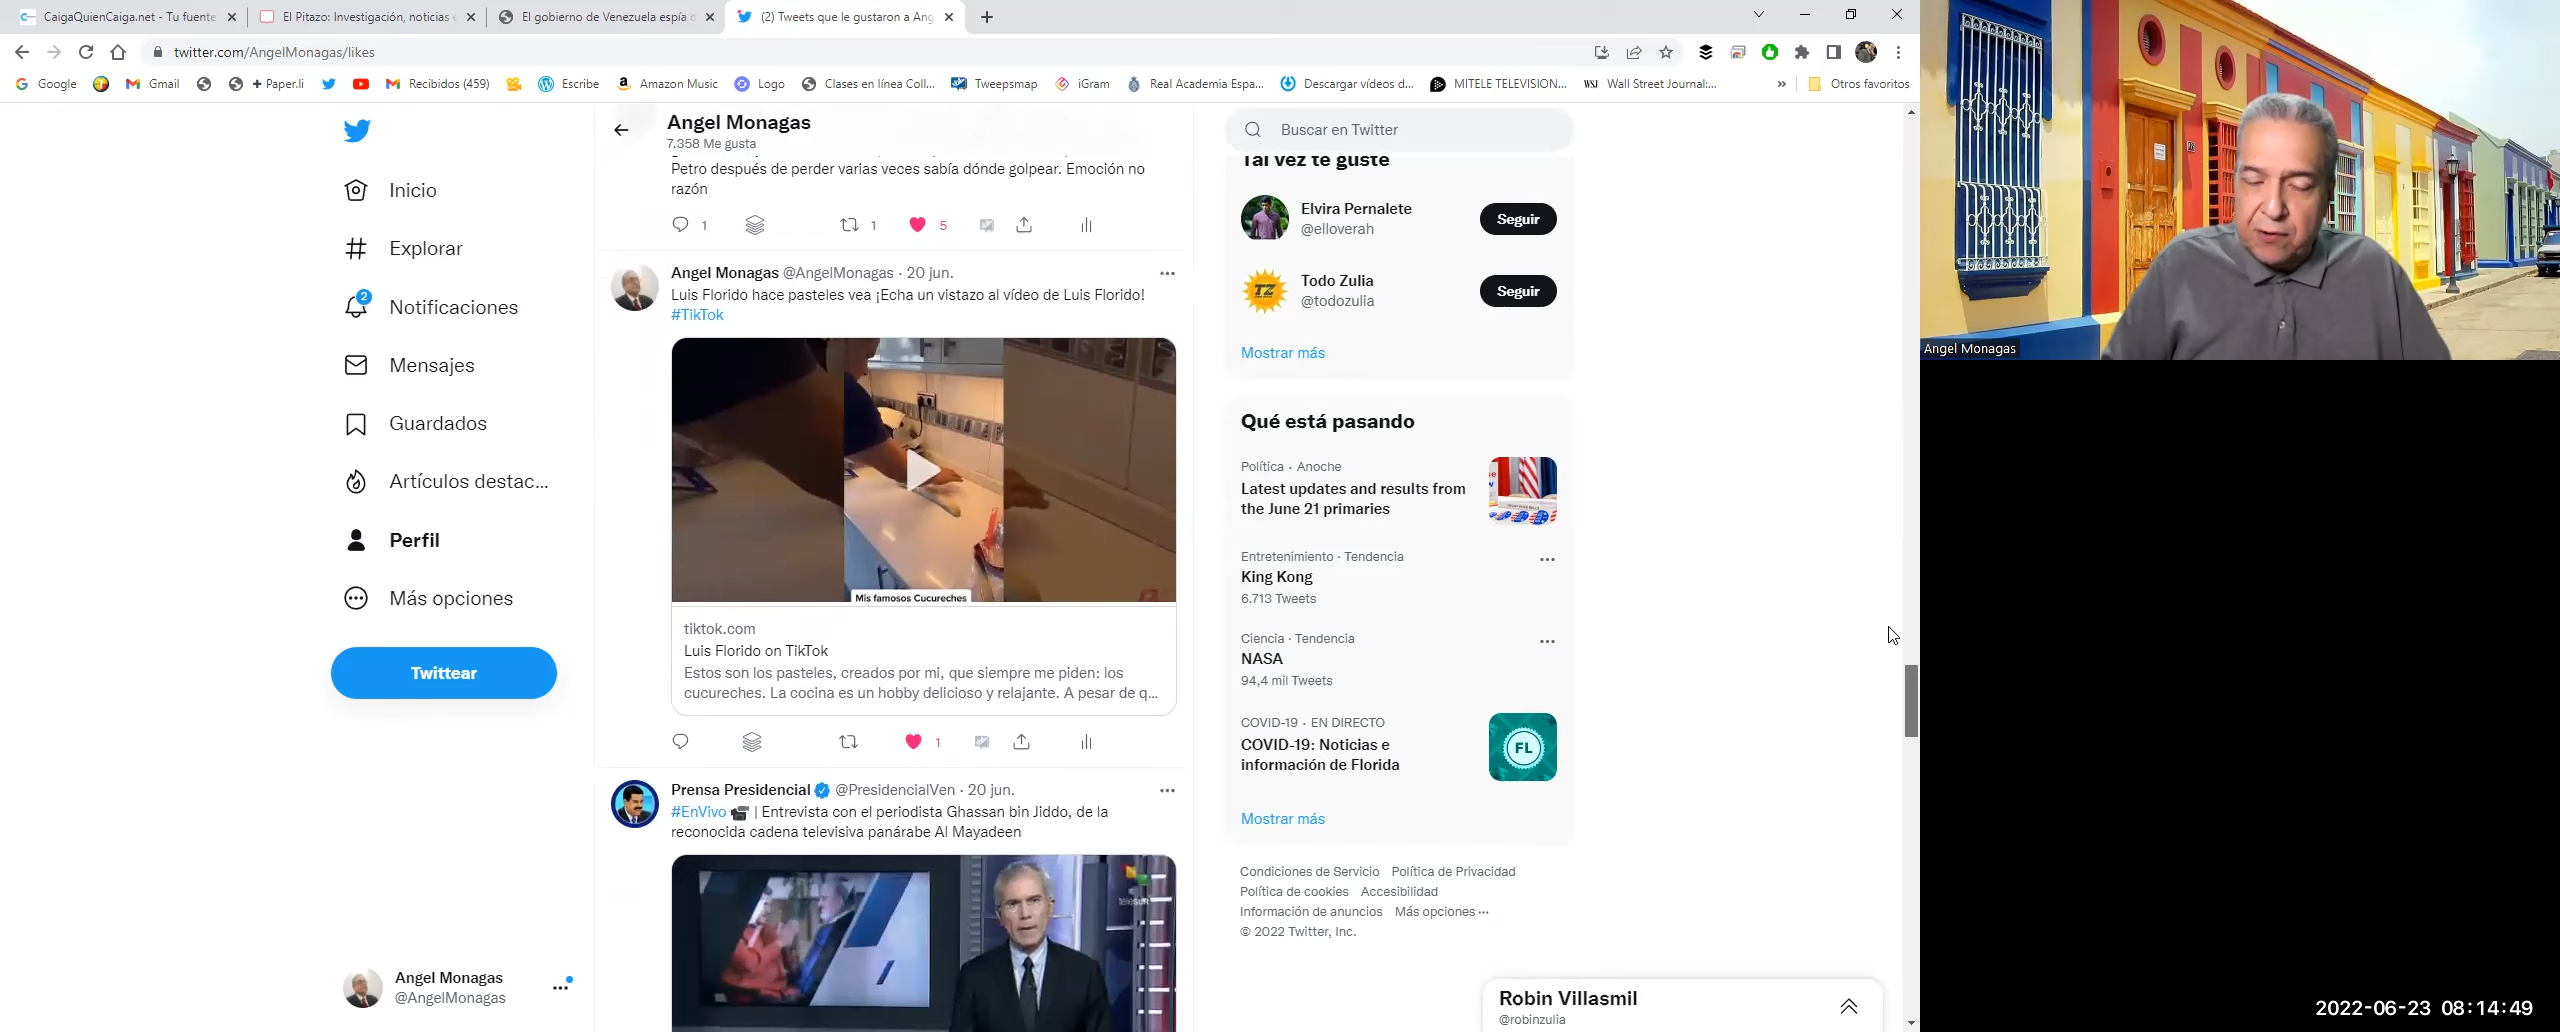 CaigaQuienCaiga.net - Tu fuente
El Pitazo: Investigación, noticias
El gobierno de Venezuela espía
(2) Tweets que le gustaron a Ang
twitter.com/AngelMonagas/likes
Google
Gmail
+ Paper.li
Recibidos (459)
Escribe
Amazon Music
Logo
Clases en línea Coll...
Tweepsmap
iGram
Real Academia Espa...
Descargar vídeos d...
MITELE TELEVISION...
WSJ Wall Street Journal:...
»
Otros favoritos
Inicio
Explorar
2
Notificaciones
Mensajes
Guardados
Artículos destac...
Perfil
Más opciones
Twittear
Angel Monagas
@AngelMonagas
Angel Monagas
7.358 Me gusta
Petro después de perder varias veces sabía dónde golpear. Emoción no
razón
1
1
5
Angel Monagas @AngelMonagas · 20 jun.
Luis Florido hace pasteles vea ¡Echa un vistazo al vídeo de Luis Florido!
#TikTok
Mis famosos Cucureches
tiktok.com
Luis Florido on TikTok
Estos son los pasteles, creados por mi, que siempre me piden: los
cucureches. La cocina es un hobby delicioso y relajante. A pesar de q...
1
Prensa Presidencial @PresidencialVen · 20 jun.
#EnVivo | Entrevista con el periodista Ghassan bin Jiddo, de la
reconocida cadena televisiva panárabe Al Mayadeen
teleSUR
Buscar en Twitter
Tal vez te guste
Elvira Pernalete
@elloverah
Seguir
TZ
Todo Zulia
@todozulia
Seguir
Mostrar más
Qué está pasando
Política · Anoche
Latest updates and results from
the June 21 primaries
Entretenimiento · Tendencia
King Kong
6.713 Tweets
Ciencia · Tendencia
NASA
94,4 mil Tweets
COVID-19 · EN DIRECTO
COVID-19: Noticias e
información de Florida
FL
Mostrar más
Condiciones de Servicio Política de Privacidad
Política de cookies Accesibilidad
Información de anuncios Más opciones ···
© 2022 Twitter, Inc.
Robin Villasmil
@robinzulia
Angel Monagas
2022-06-23 08:14:49